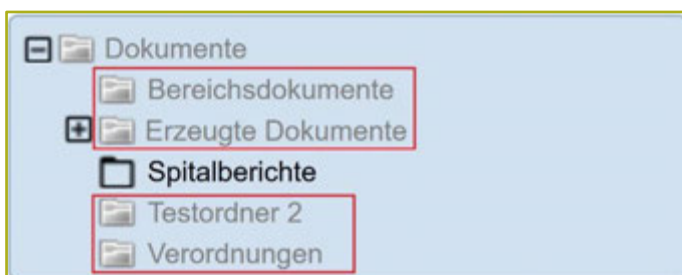 Dokumente
Bereichsdokumente
Erzeugte Dokumente
Spitalberichte
Testordner 2
Verordnungen